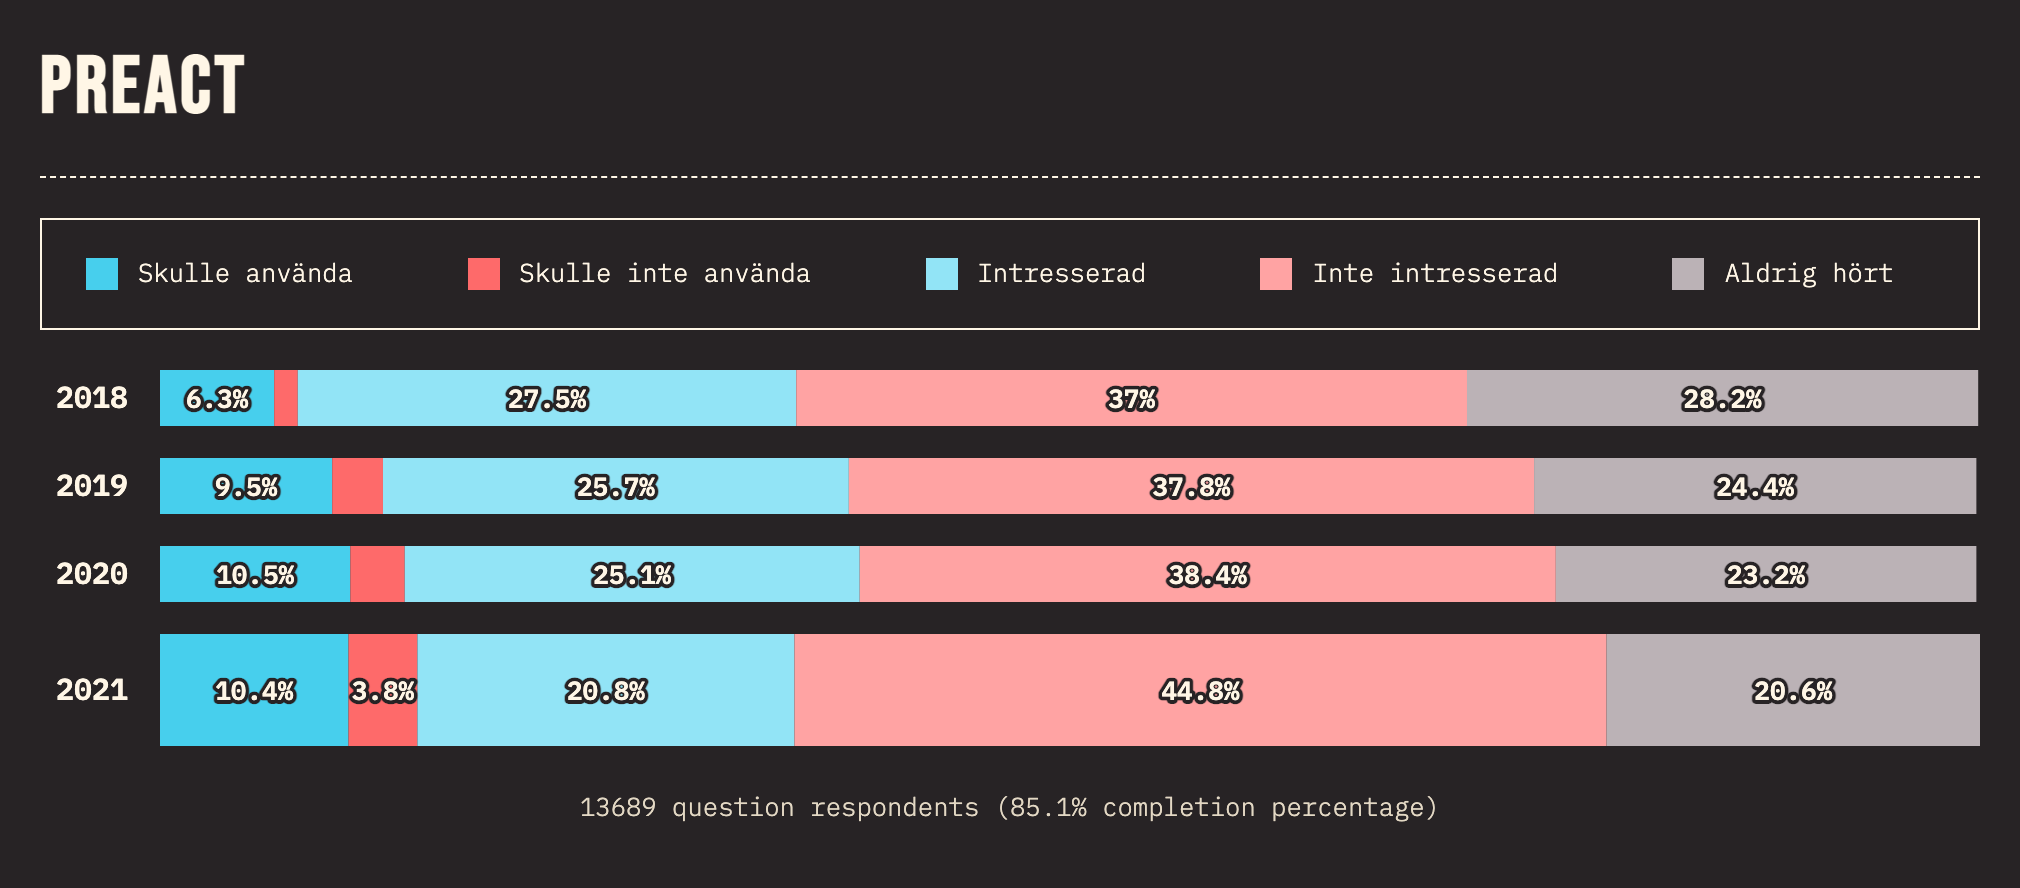 PREACT
Skulle använda Skulle inte använda Intresserad Inte intresserad Aldrig hört
2018 6.3% 27.5% 37% 28.2%
2019 9.5% 25.7% 37.8% 24.4%
2020 10.5% 25.1% 38.4% 23.2%
2021 10.4% 3.8% 20.8% 44.8% 20.6%
13689 question respondents (85.1% completion percentage)